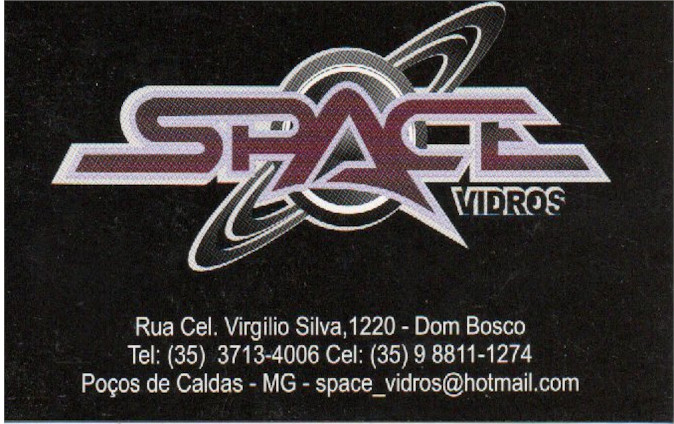 SPACE
VIDROS
Rua Cel. Virgilio Silva,1220 - Dom Bosco
Tel: (35) 3713-4006 Cel: (35) 9 8811-1274
Poços de Caldas - MG - space_vidros@hotmail.com